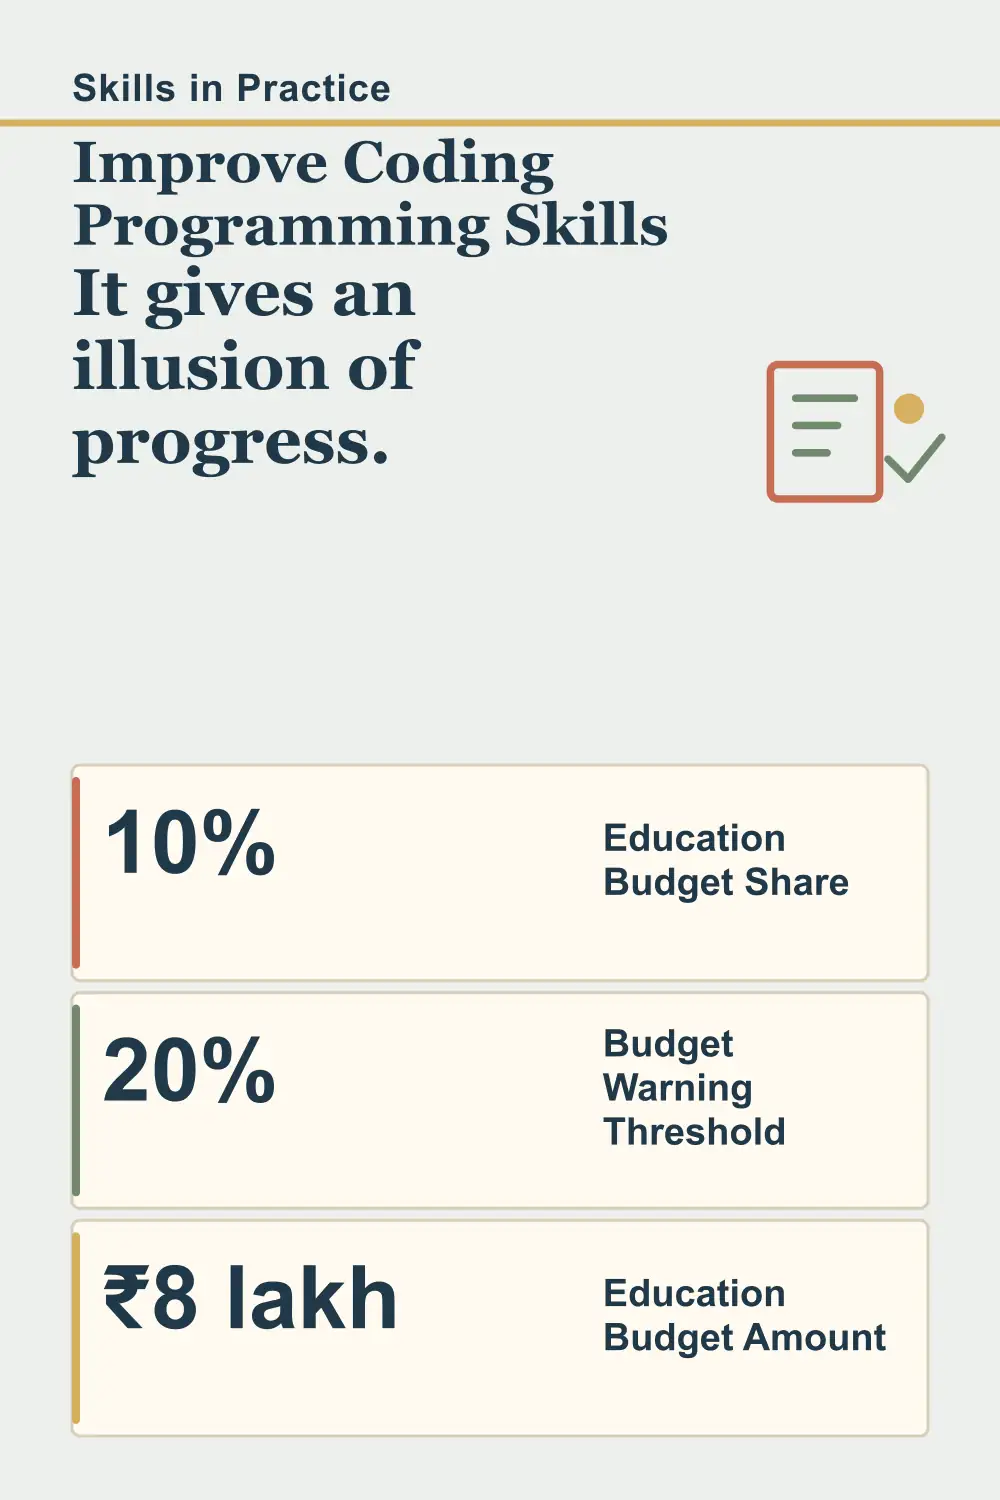 Skills in Practice
Improve Coding
Programming Skills
It gives an
illusion of
progress.
10%
Education
Budget Share
20%
Budget
Warning
Threshold
₹8 lakh
Education
Budget Amount